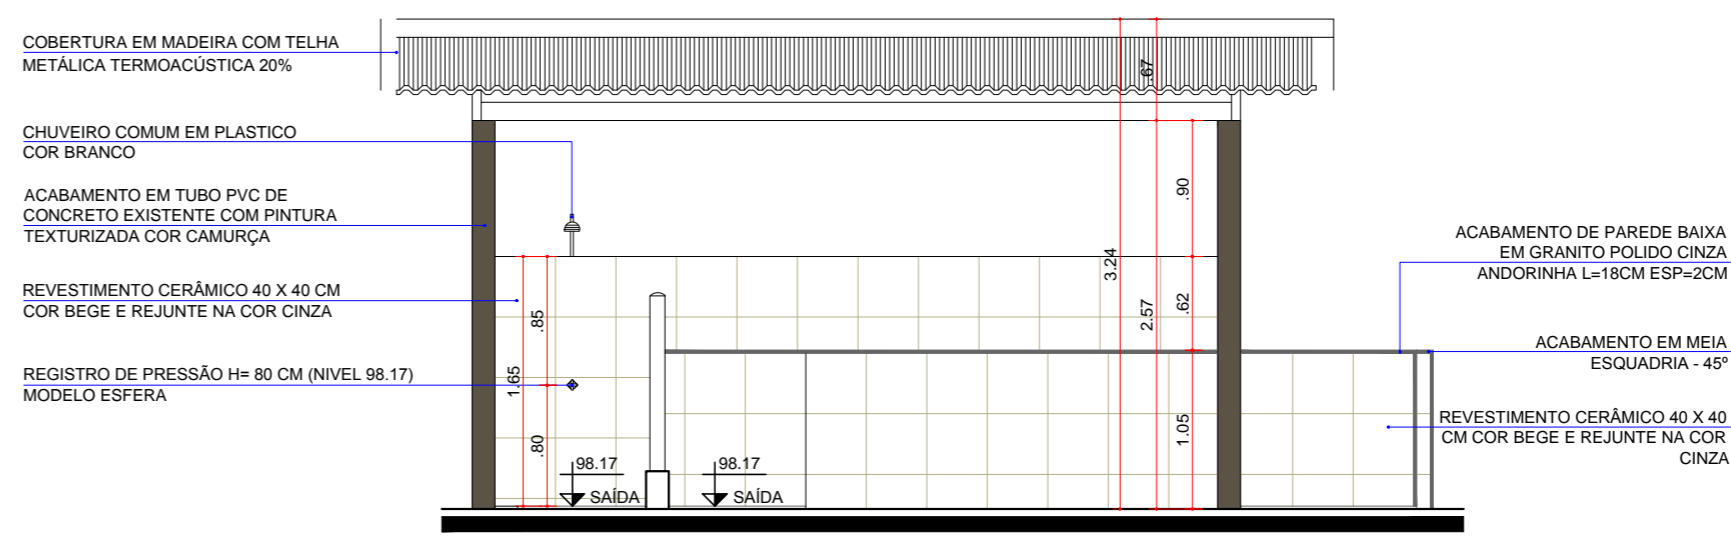 COBERTURA EM MADEIRA COM TELHA
METÁLICA TERMOACÚSTICA 20%
CHUVEIRO COMUM EM PLASTICO
COR BRANCO
ACABAMENTO EM TUBO PVC DE
CONCRETO EXISTENTE COM PINTURA
TEXTURIZADA COR CAMURÇA
REVESTIMENTO CERÂMICO 40 X 40 CM
COR BEGE E REJUNTE NA COR CINZA
REGISTRO DE PRESSÃO H= 80 CM (NIVEL 98.17)
MODELO ESFERA
1.65
.85
.80
98.17
SAÍDA
98.17
SAÍDA
3.24
.67
2.57
.90
.62
1.05
ACABAMENTO DE PAREDE BAIXA
EM GRANITO POLIDO CINZA
ANDORINHA L=18CM ESP=2CM
ACABAMENTO EM MEIA
ESQUADRIA - 45º
REVESTIMENTO CERÂMICO 40 X 40
CM COR BEGE E REJUNTE NA COR
CINZA